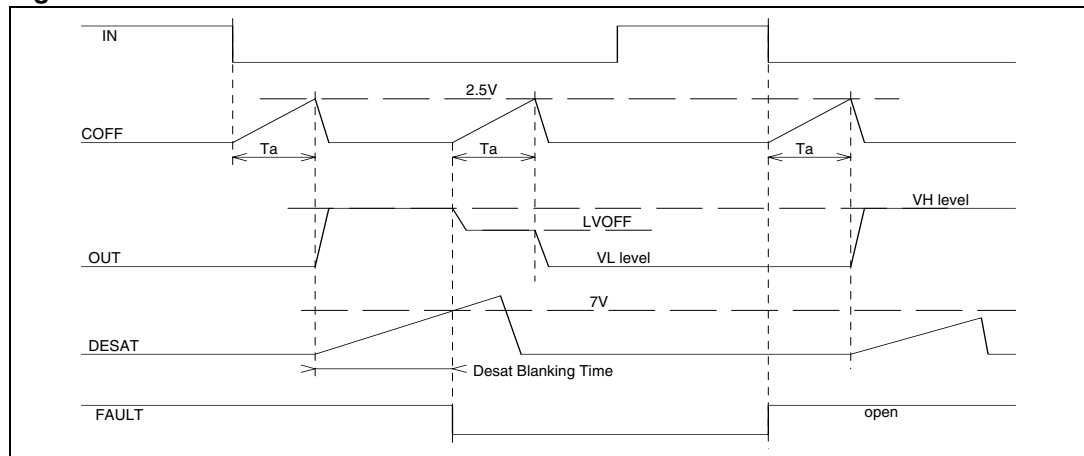 IN
2.5V
COFF
Ta
Ta
Ta
VH level
LVOFF
OUT
VL level
7V
DESAT
Desat Blanking Time
FAULT
open